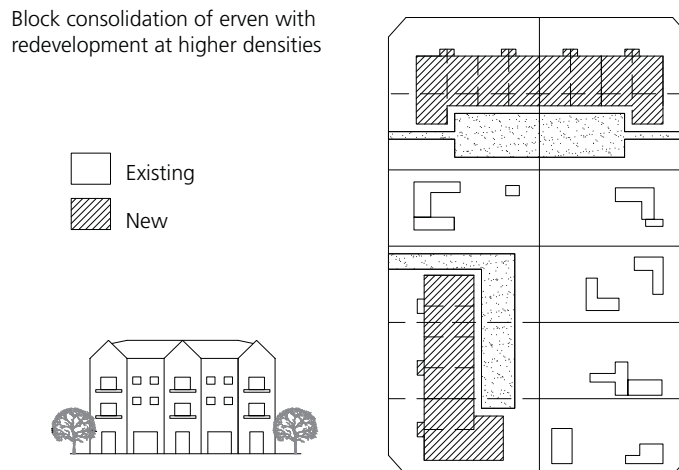 Block consolidation of erven with
redevelopment at higher densities
Existing
New